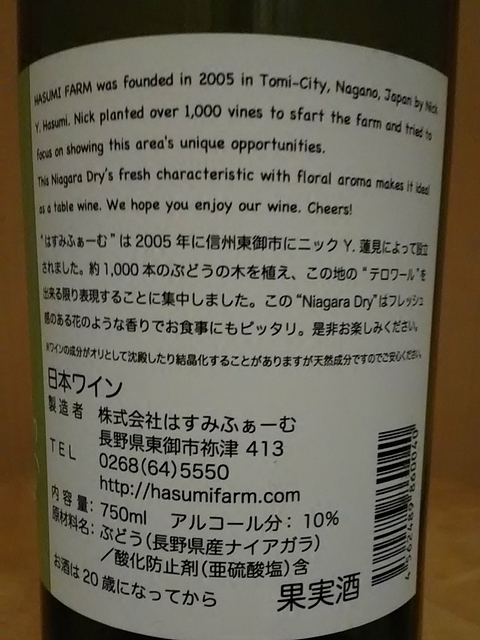 HASUMI FARM was founded in 2005 in Tomi-City, Nagano, Japan by Nick
Y. Hasumi. Nick planted over 1,000 vines to sfart the farm and tried to
focus on showing this area's unique opportunities.
This Niagara Dry's fresh characteristic with floral aroma makes it ideal
as a table wine. We hope you enjoy our wine. Cheers!
"はすみふぁーむ"は2005年に信州東御市にニックY.蓮見によって設立
されました。約1,000本のぶどうの木を植え、この地の"テロワール"を
出来る限り表現することに集中しました。この"Niagara Dry"はフレッシュ
感のある花のような香りでお食事にもピッタリ。是非お楽しみください。
※ワインの成分がオリとして沈殿したり結晶化することがありますが天然成分ですのでご安心ください。
日本ワイン
製造者 株式会社はすみふぁーむ
長野県東御市祢津 413
TEL 0268(64)5550
http://hasumifarm.com
内容量: 750ml アルコール分: 10%
原材料名: ぶどう(長野県産ナイアガラ)
/酸化防止剤(亜硫酸塩)含
お酒は20歳になってから 果実酒
4 562489 860040